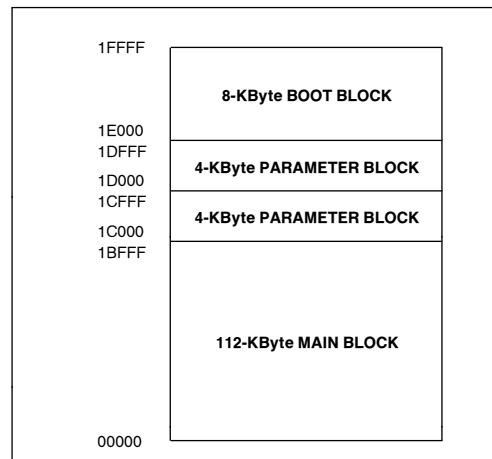 1FFFF
8-KByte BOOT BLOCK
1E000
1DFFF
4-KByte PARAMETER BLOCK
1D000
1CFFF
4-KByte PARAMETER BLOCK
1C000
1BFFF
112-KByte MAIN BLOCK
00000